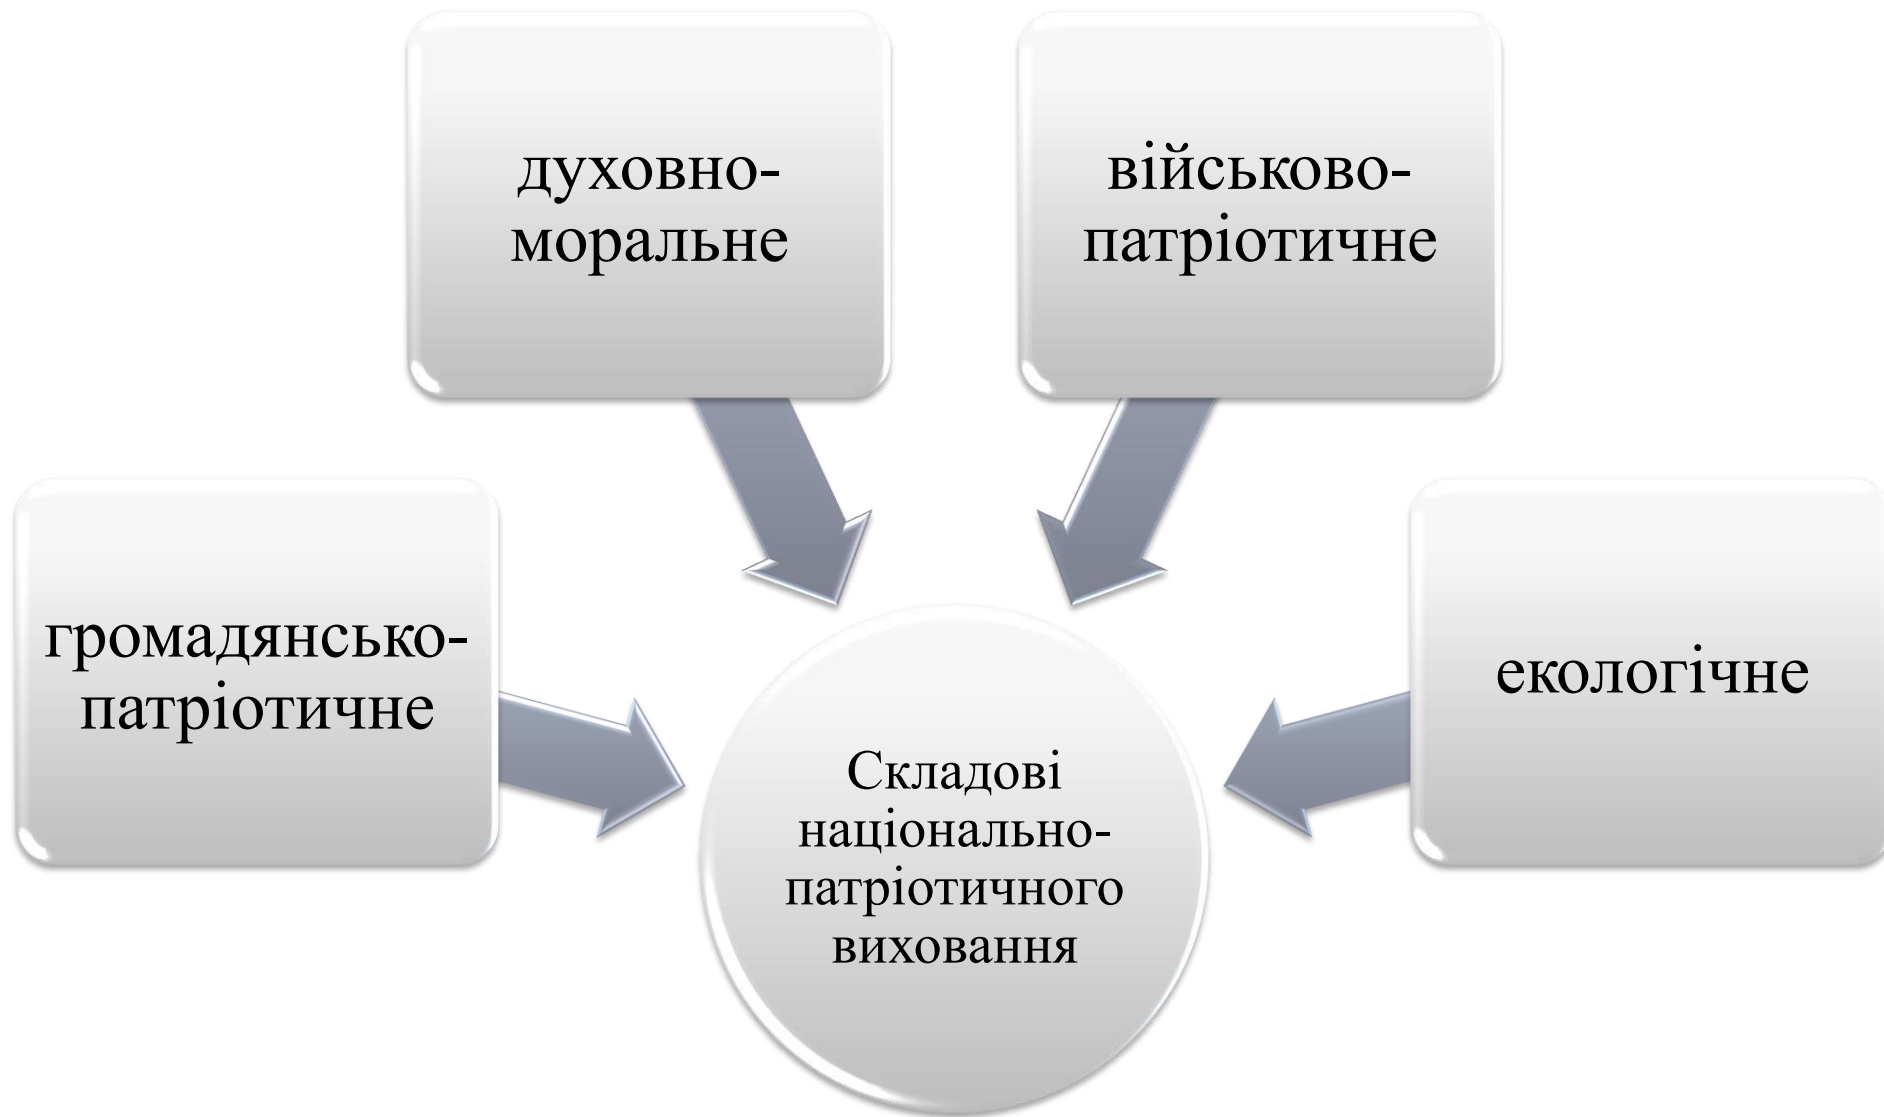 духовно-
моральне
військово-
патріотичне
громадянсько-
патріотичне
екологічне
Складові
національно-
патріотичного
виховання